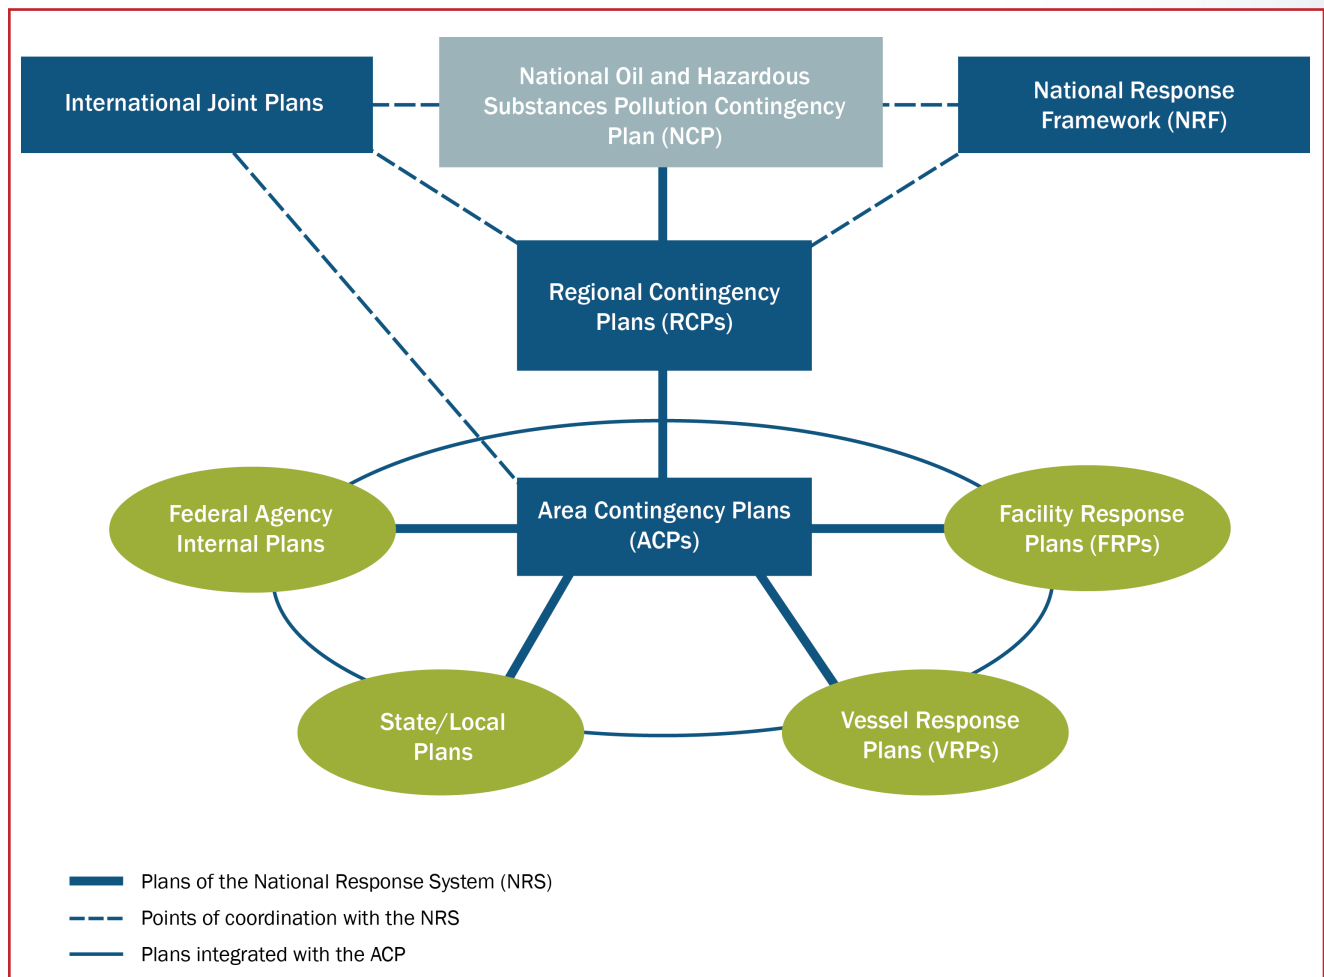 International Joint Plans
National Oil and Hazardous
Substances Pollution Contingency
Plan (NCP)
National Response
Framework (NRF)
Regional Contingency
Plans (RCPs)
Federal Agency
Internal Plans
Area Contingency Plans
(ACPs)
Facility Response
Plans (FRPs)
State/Local
Plans
Vessel Response
Plans (VRPs)
Plans of the National Response System (NRS)
Points of coordination with the NRS
Plans integrated with the ACP